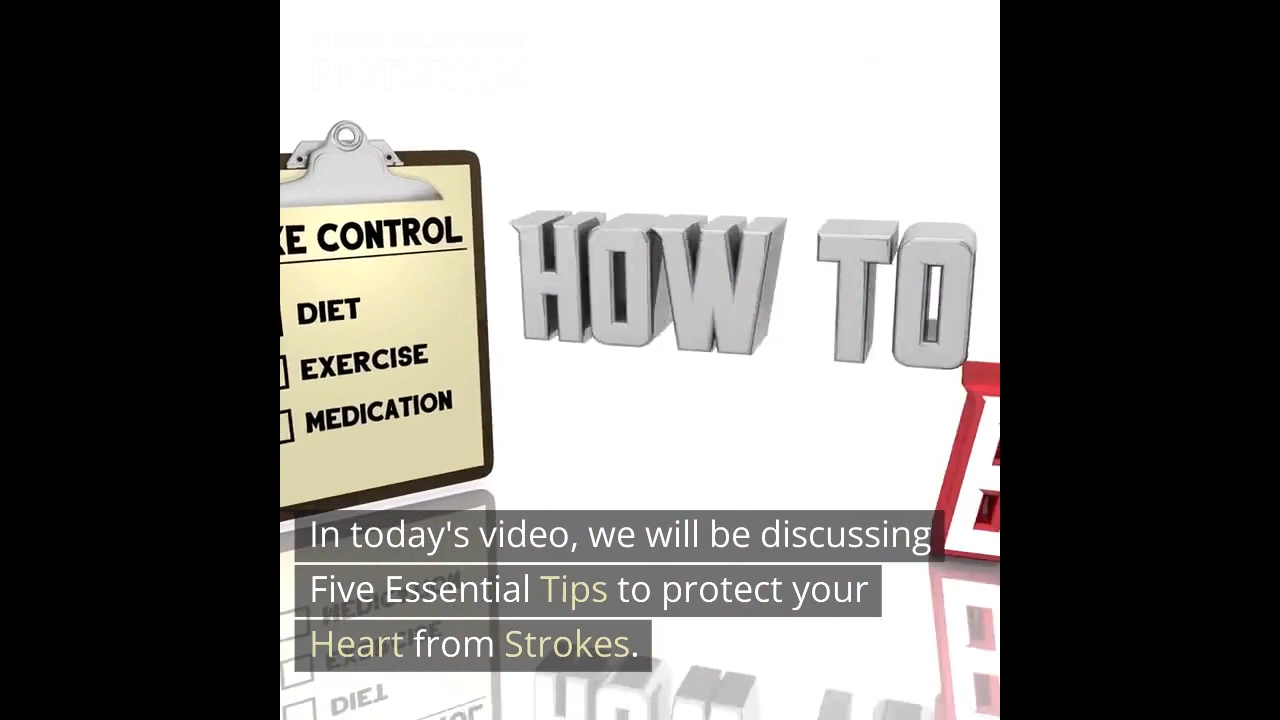 KE CONTROL
DIET
EXERCISE
MEDICATION
HOW TO
E
In today's video, we will be discussing
Five Essential Tips to protect your
Heart from Strokes.